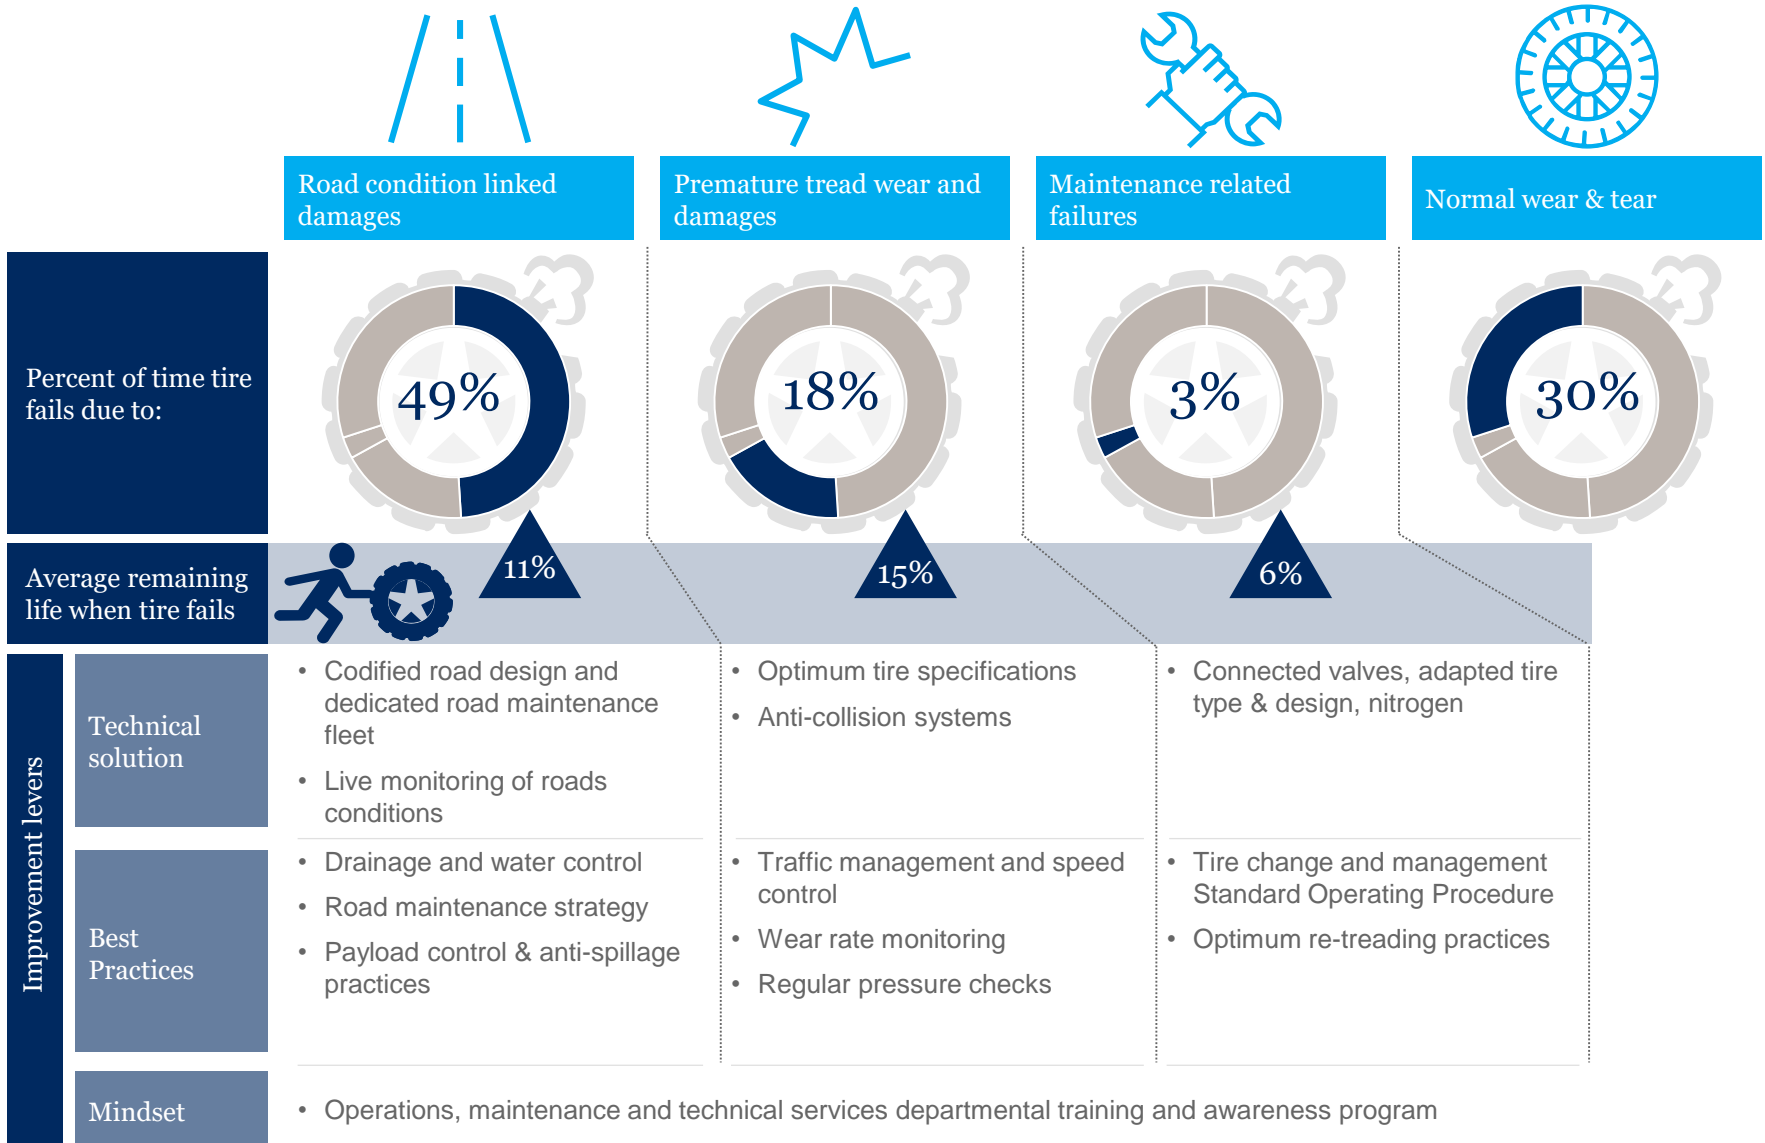 Road condition linked
damages
Premature tread wear and
damages
Maintenance related
failures
Normal wear & tear
Percent of time tire
fails due to:
49%
18%
3%
30%
Average remaining
life when tire fails
11%
15%
6%
Improvement levers
Technical
solution
• Codified road design and
dedicated road maintenance
fleet
• Live monitoring of roads
conditions
• Optimum tire specifications
• Anti-collision systems
• Connected valves, adapted tire
type & design, nitrogen
Best
Practices
• Drainage and water control
• Road maintenance strategy
• Payload control & anti-spillage
practices
• Traffic management and speed
control
• Wear rate monitoring
• Regular pressure checks
• Tire change and management
Standard Operating Procedure
• Optimum re-treading practices
Mindset
• Operations, maintenance and technical services departmental training and awareness program